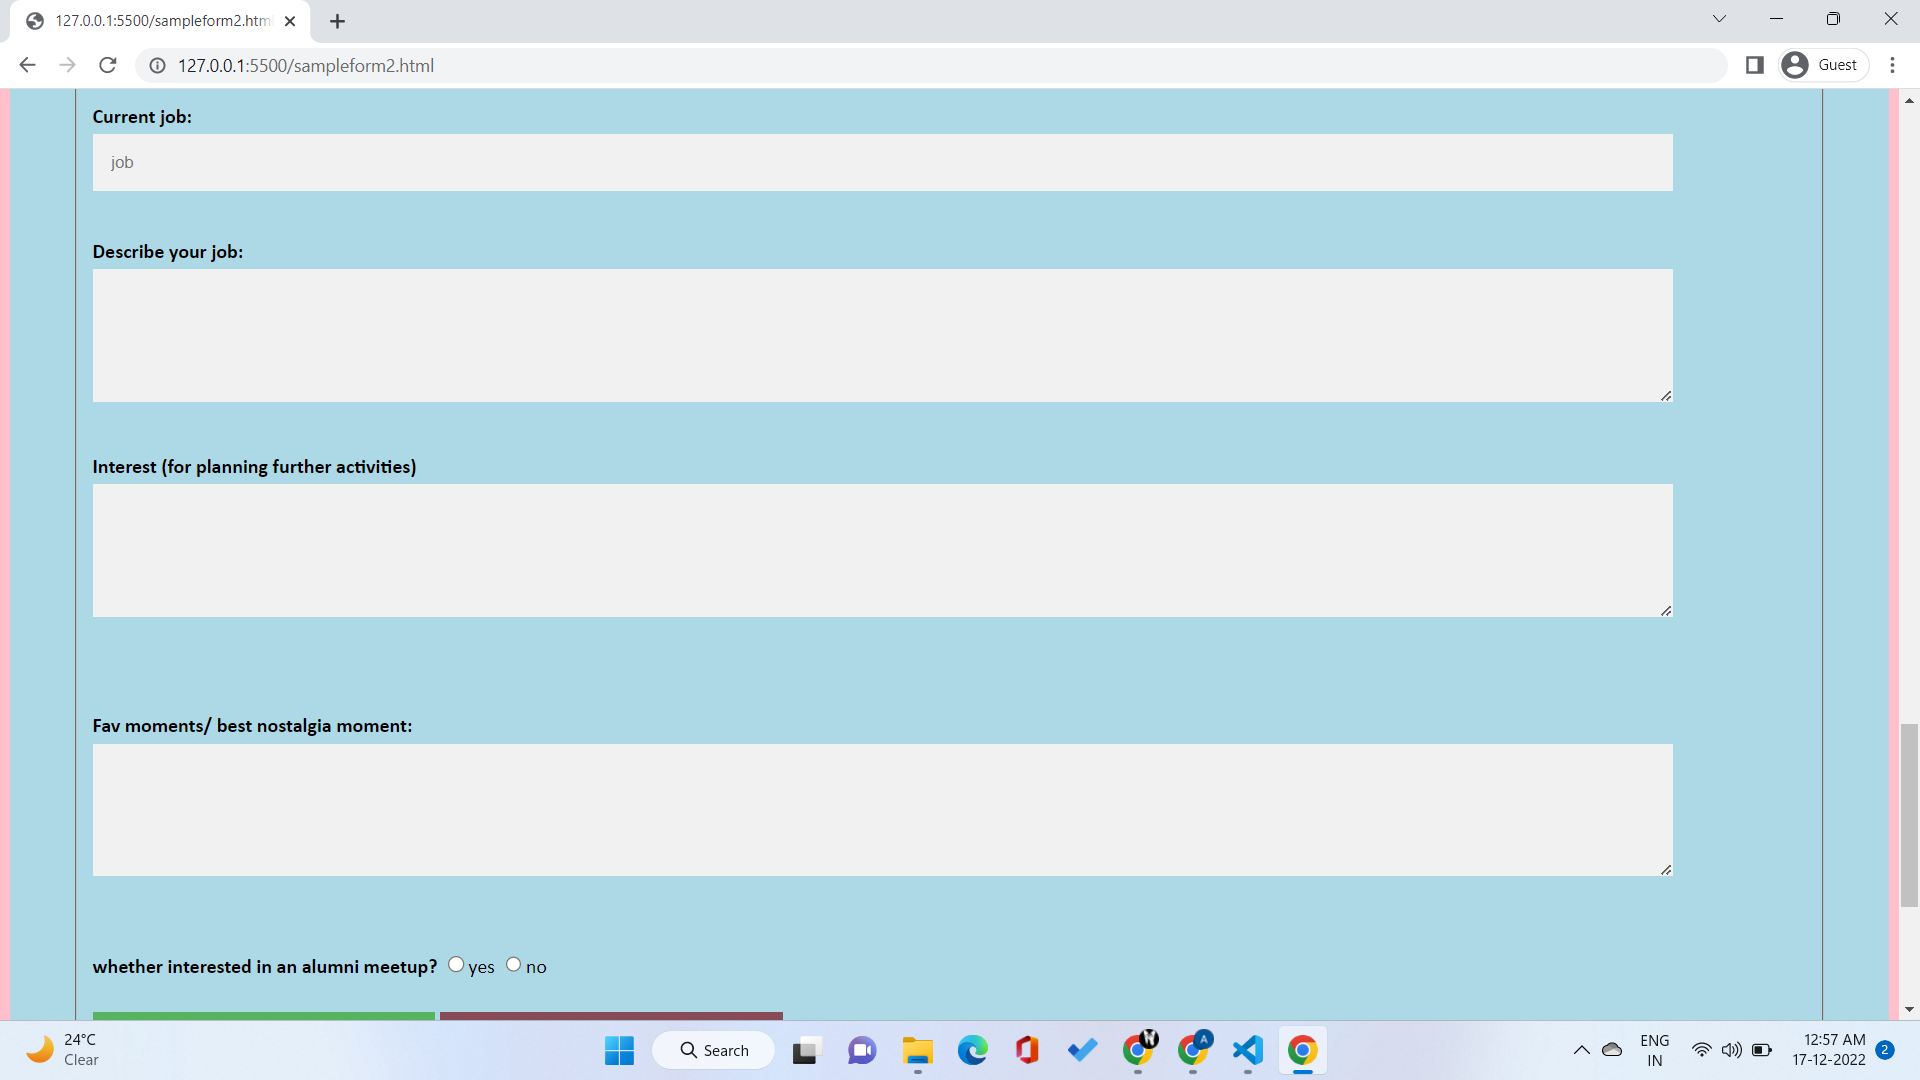 127.0.0.1:5500/sampleform2.htm
127.0.0.1:5500/sampleform2.html
Guest
Current job:
job
Describe your job:
Interest (for planning further activities)
Fav moments/ best nostalgia moment:
whether interested in an alumni meetup? yes no
24°C
Clear
Search
W
A
ENG
IN
12:57 AM
17-12-2022
2